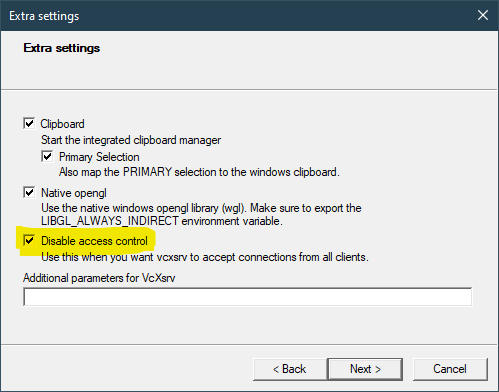 Extra settings
Extra settings
Clipboard
Start the integrated clipboard manager
Primary Selection
Also map the PRIMARY selection to the windows clipboard.
Native opengl
Use the native windows opengl library (wgl). Make sure to export the
LIBGL_ALWAYS_INDIRECT environment variable.
Disable access control
Use this when you want vcxsrv to accept connections from all clients.
Additional parameters for VcXsrv
< Back Next > Cancel